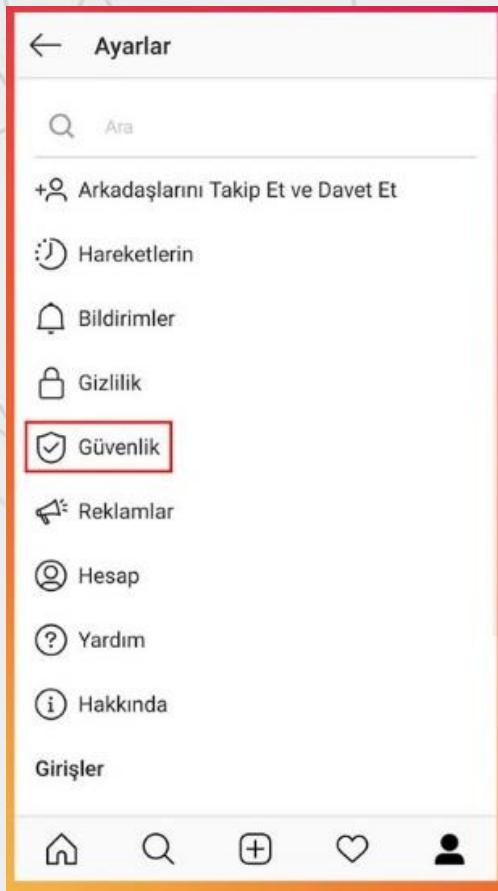 Ayarlar
Ara
Arkadaşlarını Takip Et ve Davet Et
Hareketlerin
Bildirimler
Gizlilik
Güvenlik
Reklamlar
Hesap
Yardım
Hakkında
Girişler